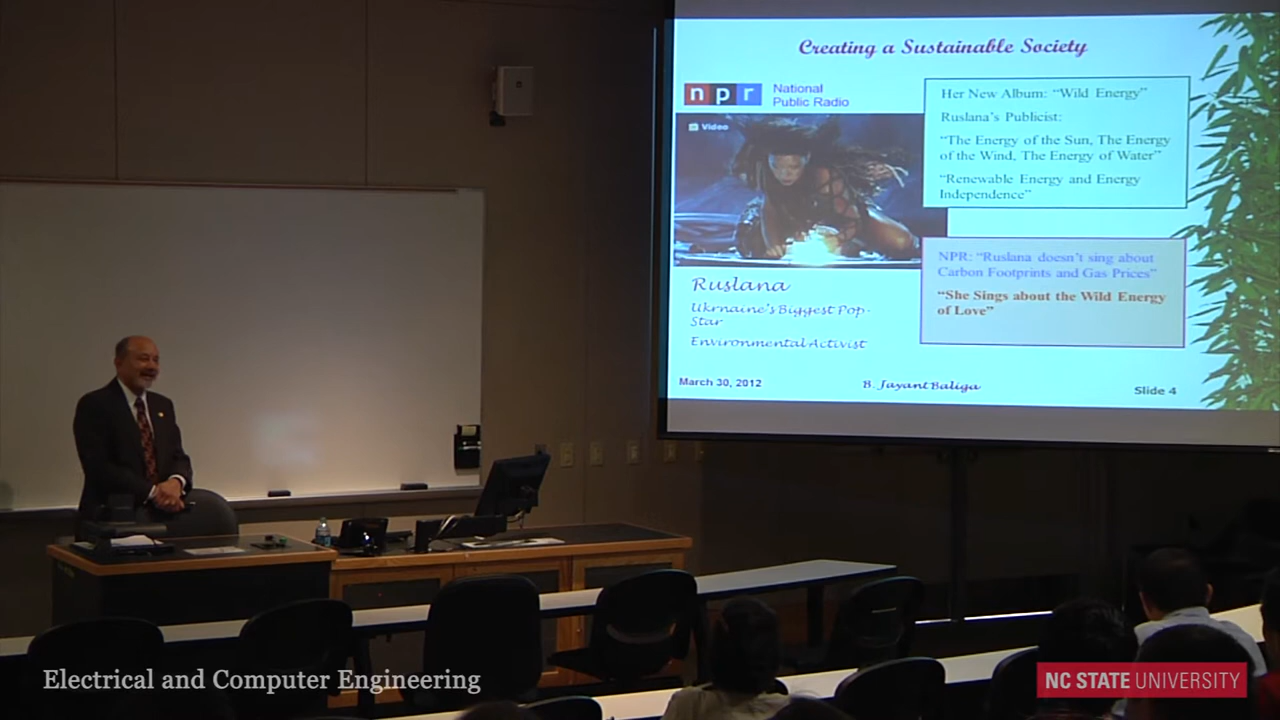 Creating a Sustainable Society
npr
National
Public Radio
Video
Her New Album: “Wild Energy”
Ruslana’s Publicist:
“The Energy of the Sun, The Energy
of the Wind, The Energy of Water”
“Renewable Energy and Energy
Independence”
NPR: “Ruslana doesn’t sing about
Carbon Footprints and Gas Prices”
“She Sings about the Wild Energy
of Love”
Ruslana
Ukrnaine’s Biggest Pop-
Star
Environmental Activist
March 30, 2012
B. Jayant Baliga
Slide 4
Electrical and Computer Engineering
NC STATE UNIVERSITY